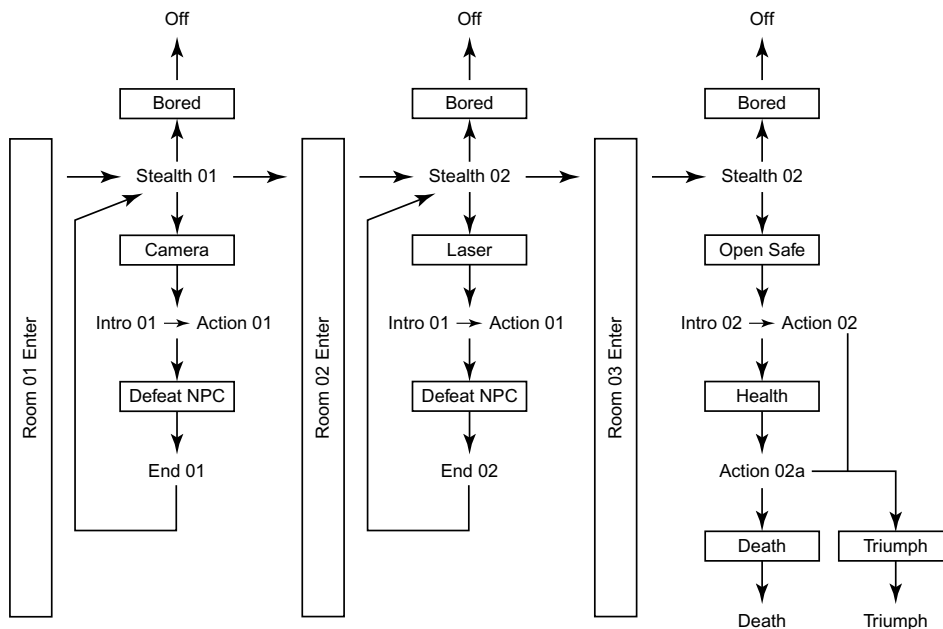 Off
Off
Off
Bored
Bored
Bored
Room 01 Enter
Stealth 01
Room 02 Enter
Stealth 02
Room 03 Enter
Stealth 02
Camera
Laser
Open Safe
Intro 01 Action 01
Intro 01 Action 01
Intro 02 Action 02
Defeat NPC
Defeat NPC
Health
End 01
End 02
Action 02a
Death
Triumph
Death
Triumph